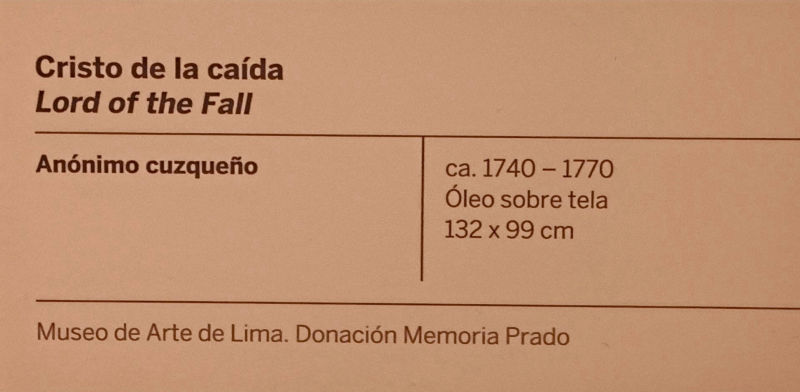 Cristo de la caída
Lord of the Fall
Anónimo cuzqueño
ca. 1740 – 1770
Óleo sobre tela
132 x 99 cm
Museo de Arte de Lima. Donación Memoria Prado